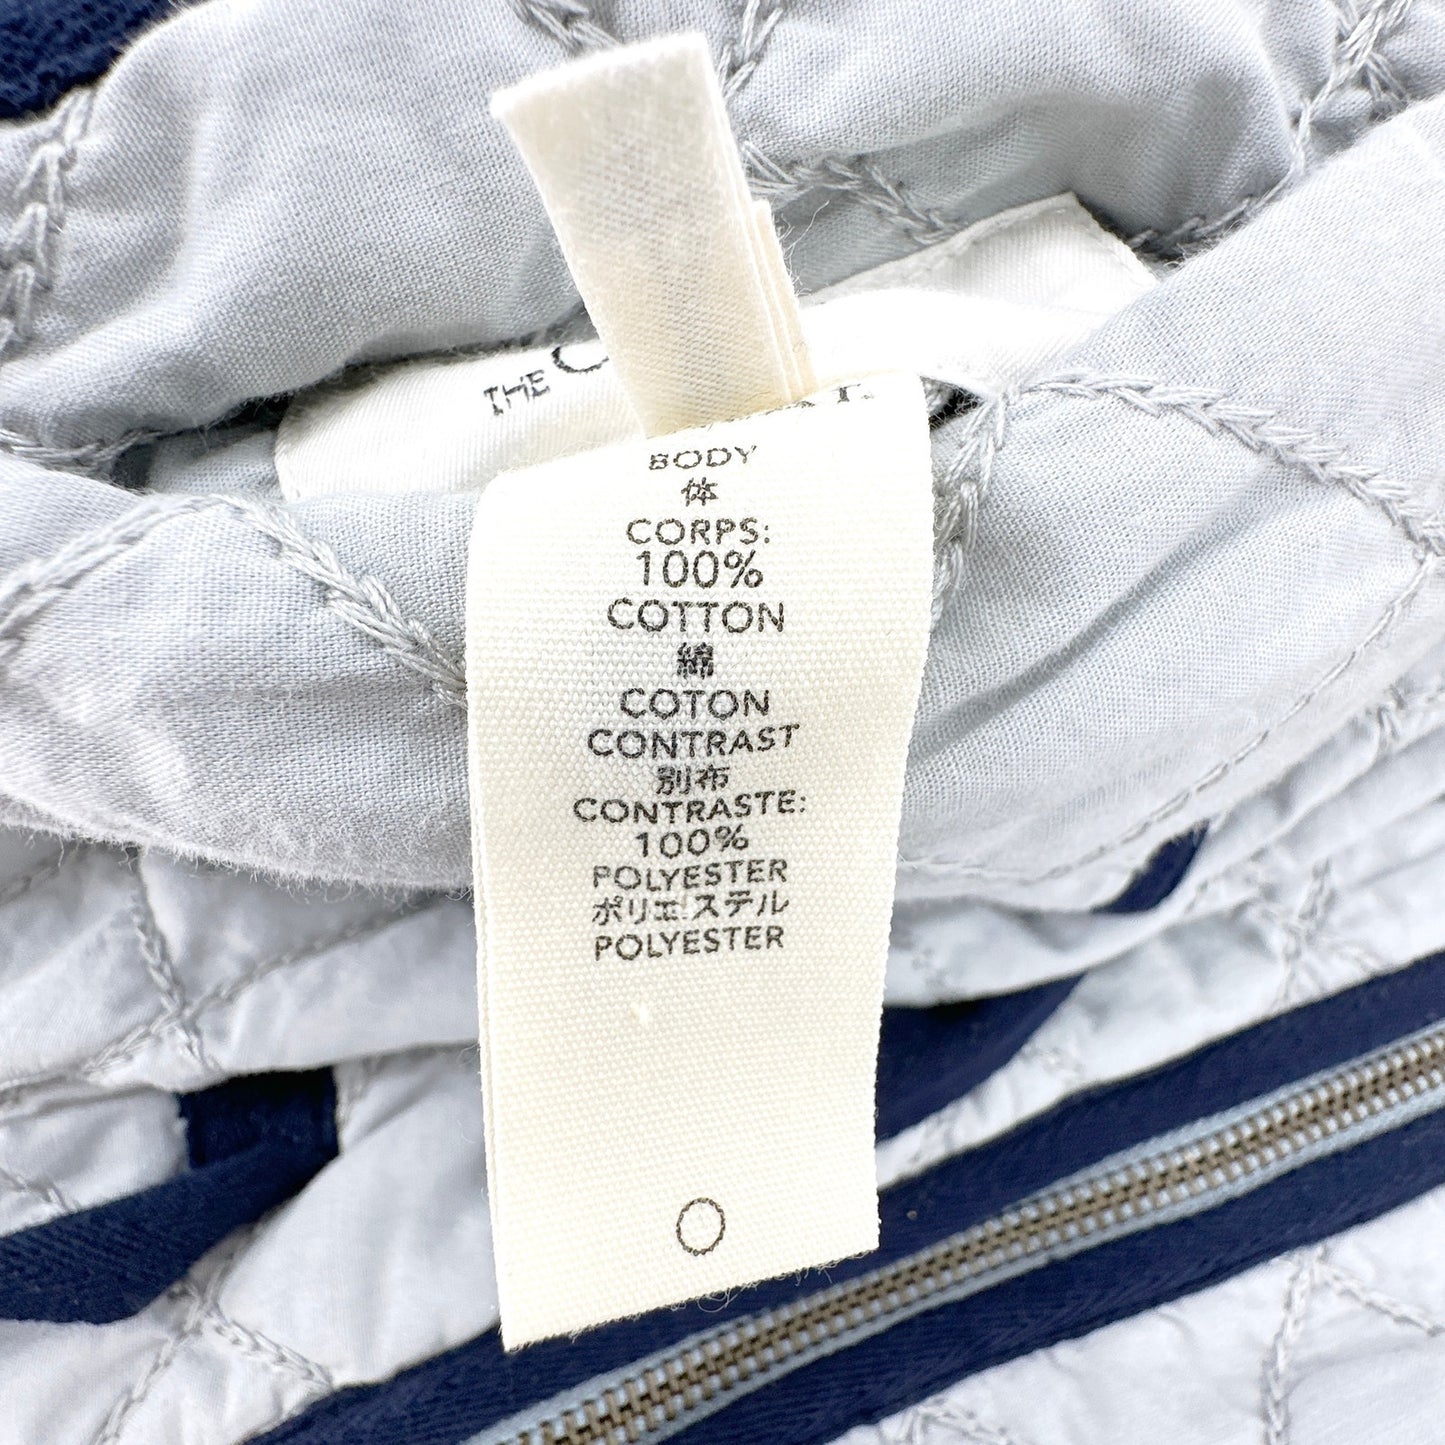 THE
BODY
体
CORPS:
100%
COTTON
綿
COTON
CONTRAST
別布
CONTRASTE:
100%
POLYESTER
ポリエステル
POLYESTER
O